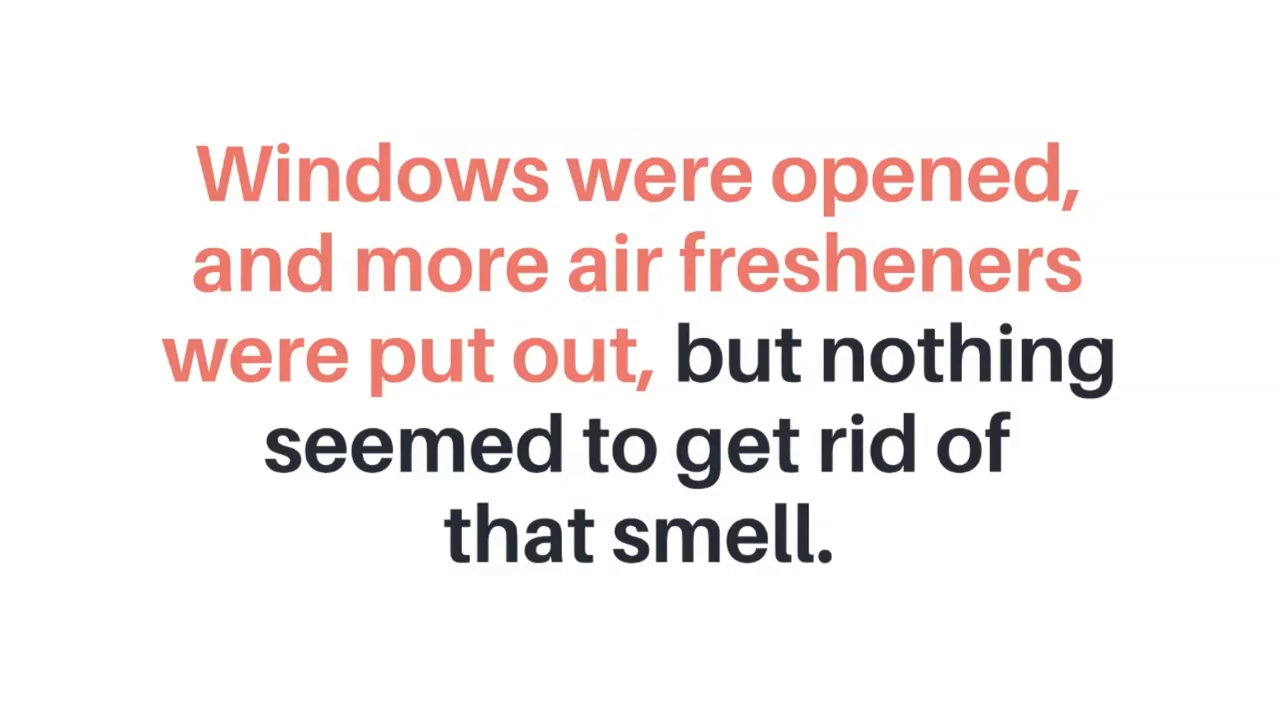 Windows were opened,
and more air fresheners
were put out, but nothing
seemed to get rid of
that smell.